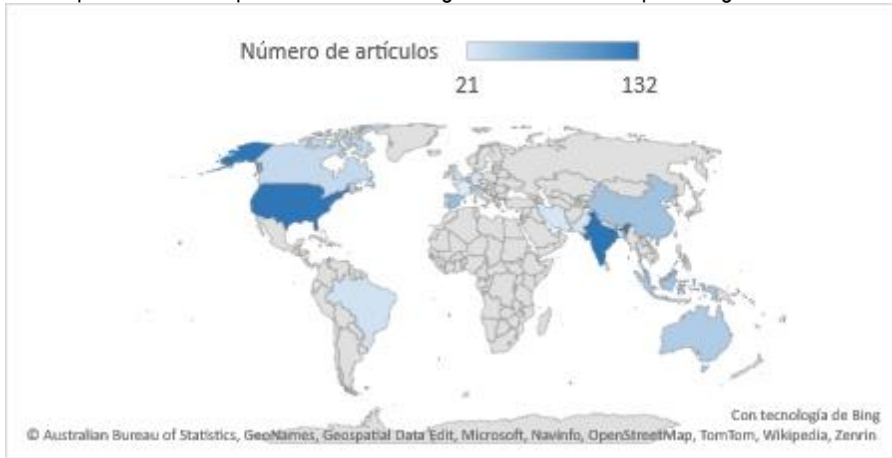 Número de artículos
21 132
Con tecnología de Bing
© Australian Bureau of Statistics, GeoNames, Geospatial Data Edit, Microsoft, Navinfo, OpenStreetMap, TomTom, Wikipedia, Zenrin